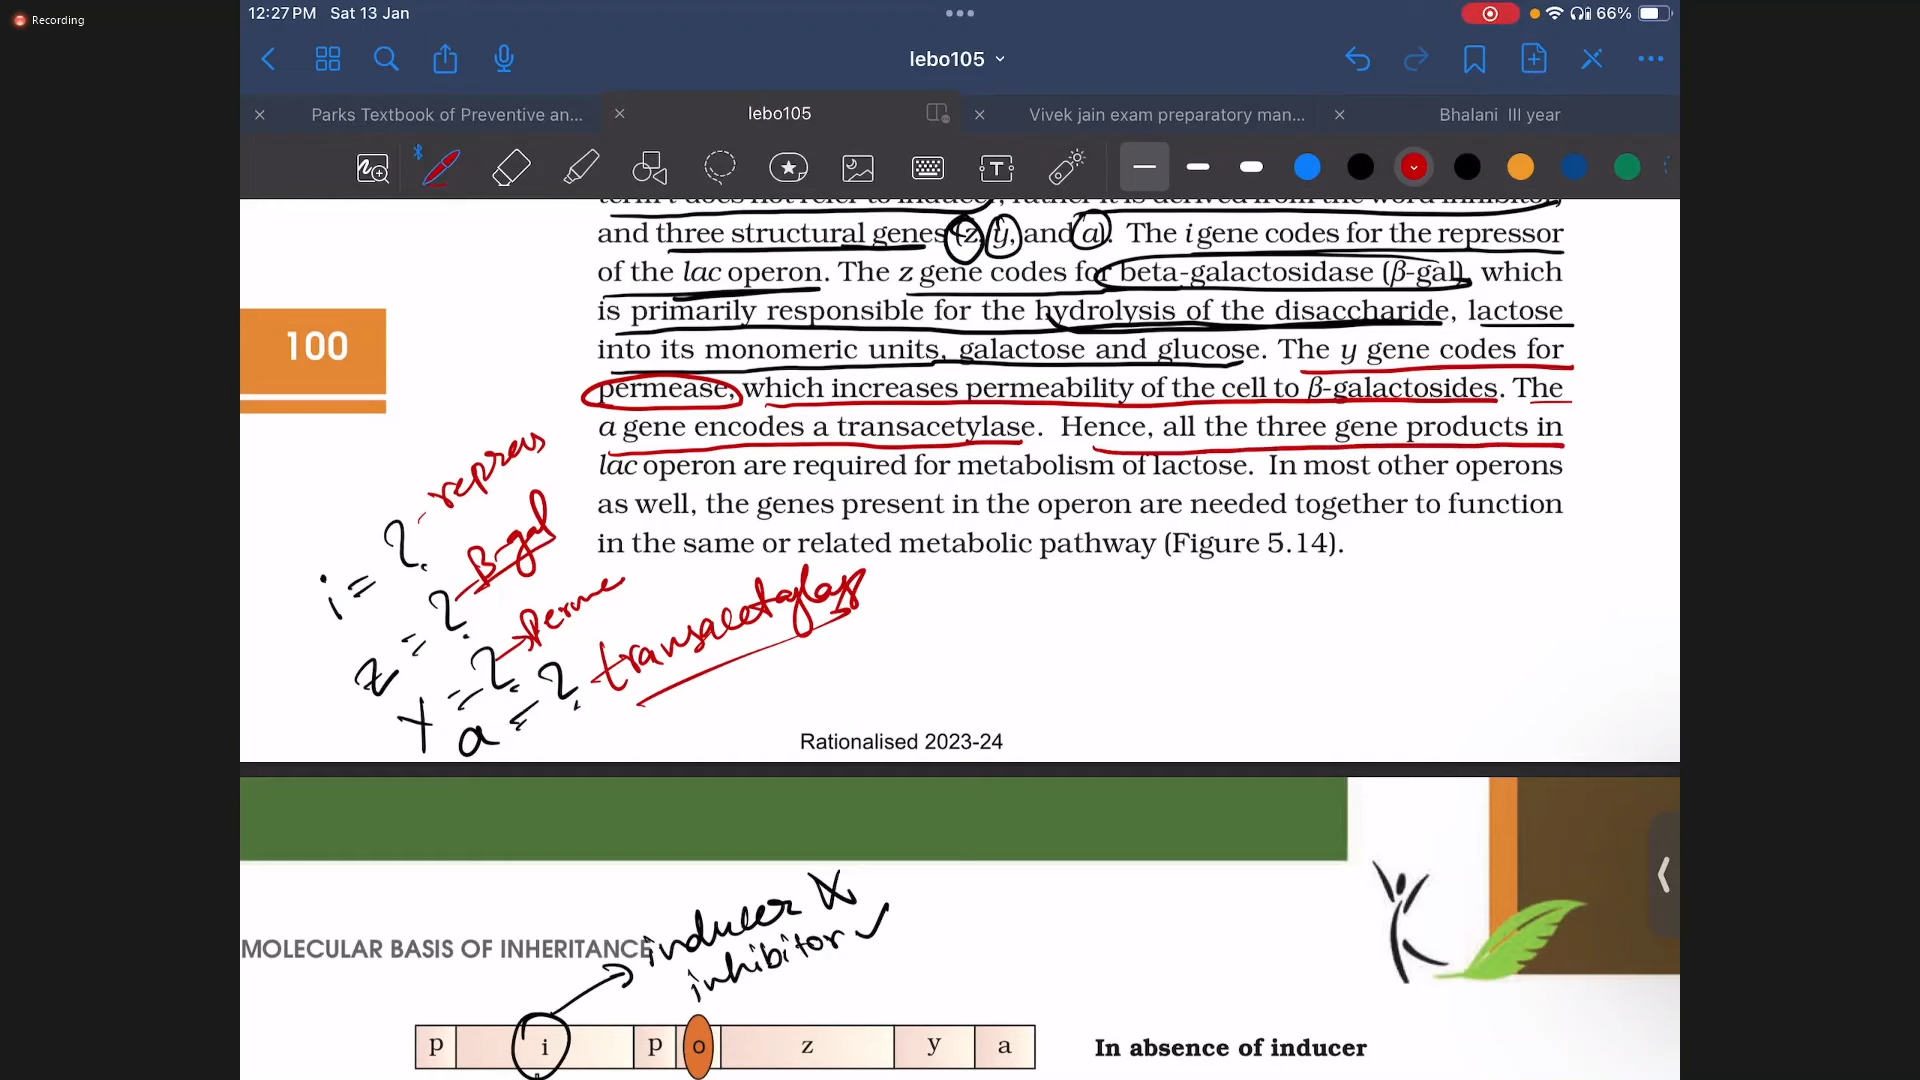 Recording
12:27 PM Sat 13 Jan
66%
lebo105
Parks Textbook of Preventive an...
lebo105
Vivek jain exam preparatory man...
Bhalani III year
and three structural genes (z, y, and a). The i gene codes for the repressor
of the lac operon. The z gene codes for beta-galactosidase (β-gal), which
is primarily responsible for the hydrolysis of the disaccharide, lactose
into its monomeric units, galactose and glucose. The y gene codes for
permease, which increases permeability of the cell to β-galactosides. The
a gene encodes a transacetylase. Hence, all the three gene products in
lac operon are required for metabolism of lactose. In most other operons
as well, the genes present in the operon are needed together to function
in the same or related metabolic pathway (Figure 5.14).
100
i = ? repres
z = ? β-gal
y = ? Perme
a = ? transacetylase
Rationalised 2023-24
inducer X
inhibitor ✓
MOLECULAR BASIS OF INHERITANCE
p i p o z y a
In absence of inducer